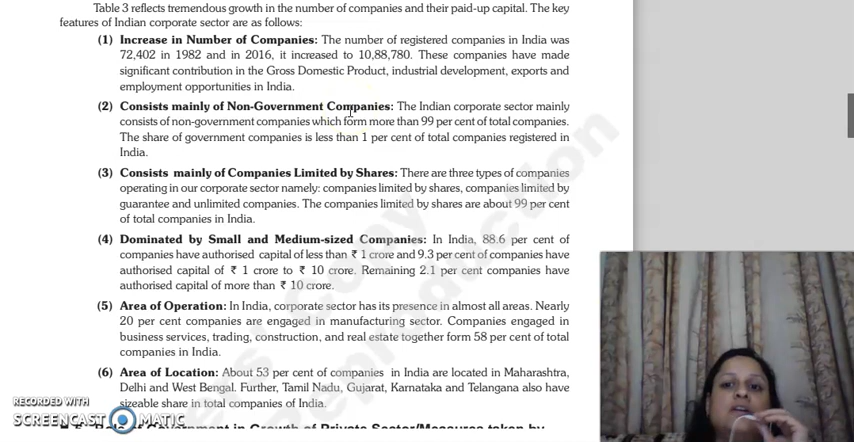 Table 3 reflects tremendous growth in the number of companies and their paid-up capital. The key
features of Indian corporate sector are as follows:
(1) Increase in Number of Companies: The number of registered companies in India was
72,402 in 1982 and in 2016, it increased to 10,88,780. These companies have made
significant contribution in the Gross Domestic Product, industrial development, exports and
employment opportunities in India.
(2) Consists mainly of Non-Government Companies: The Indian corporate sector mainly
consists of non-government companies which form more than 99 per cent of total companies.
The share of government companies is less than 1 per cent of total companies registered in
India.
(3) Consists mainly of Companies Limited by Shares: There are three types of companies
operating in our corporate sector namely: companies limited by shares, companies limited by
guarantee and unlimited companies. The companies limited by shares are about 99 per cent
of total companies in India.
(4) Dominated by Small and Medium-sized Companies: In India, 88.6 per cent of
companies have authorised capital of less than ₹ 1 crore and 9.3 per cent of companies have
authorised capital of ₹ 1 crore to ₹ 10 crore. Remaining 2.1 per cent companies have
authorised capital of more than ₹ 10 crore.
(5) Area of Operation: In India, corporate sector has its presence in almost all areas. Nearly
20 per cent companies are engaged in manufacturing sector. Companies engaged in
business services, trading, construction, and real estate together form 58 per cent of total
companies in India.
(6) Area of Location: About 53 per cent of companies in India are located in Maharashtra,
Delhi and West Bengal. Further, Tamil Nadu, Gujarat, Karnataka and Telangana also have
sizeable share in total companies of India.
RECORDED WITH
SCREENCAST MATIC
Role of Government in Growth of Private Sector/Measures taken by